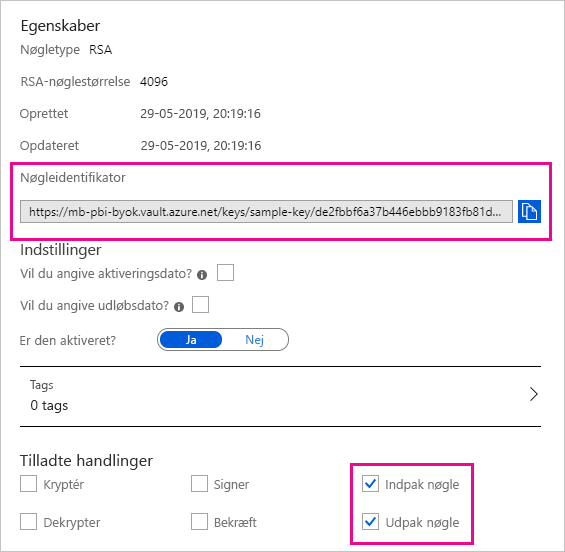 Egenskaber
Nøgletype RSA
RSA-nøglestørrelse 4096
Oprettet 29-05-2019, 20:19:16
Opdateret 29-05-2019, 20:19:16
Nøgleidentifikator
https://mb-pbi-byok.vault.azure.net/keys/sample-key/de2fbbf6a37b446ebbb9183fb81d...
Indstillinger
Vil du angive aktiveringsdato?
Vil du angive udløbsdato?
Er den aktiveret? Ja Nej
Tags
0 tags
Tilladte handlinger
Kryptér Signer Indpak nøgle
Dekrypter Bekræft Udpak nøgle